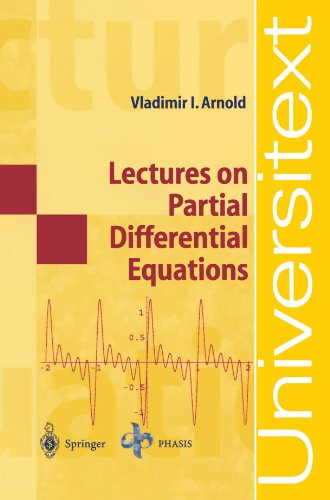 Vladimir I. Arnold
Lectures on
Partial
Differential
Equations
Universitext
1
0.5
-2
-1
1
2
-0.5
-1
Springer
PHASIS